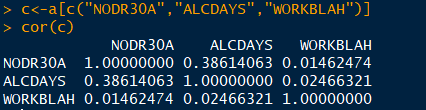 > c<-a[c("NODR30A","ALCDAYS","WORKBLAH")]
> cor(c)
NODR30A ALCDAYS WORKBLAH
NODR30A 1.00000000 0.38614063 0.01462474
ALCDAYS 0.38614063 1.00000000 0.02466321
WORKBLAH 0.01462474 0.02466321 1.00000000